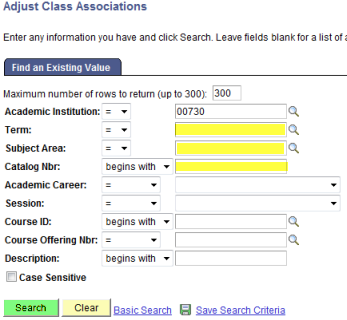 Adjust Class Associations
Enter any information you have and click Search. Leave fields blank for a list of
Find an Existing Value
Maximum number of rows to return (up to 300): 300
Academic Institution: = 00730
Term: =
Subject Area: =
Catalog Nbr: begins with
Academic Career: =
Session: =
Course ID: begins with
Course Offering Nbr: =
Description: begins with
Case Sensitive
Search Clear Basic Search Save Search Criteria